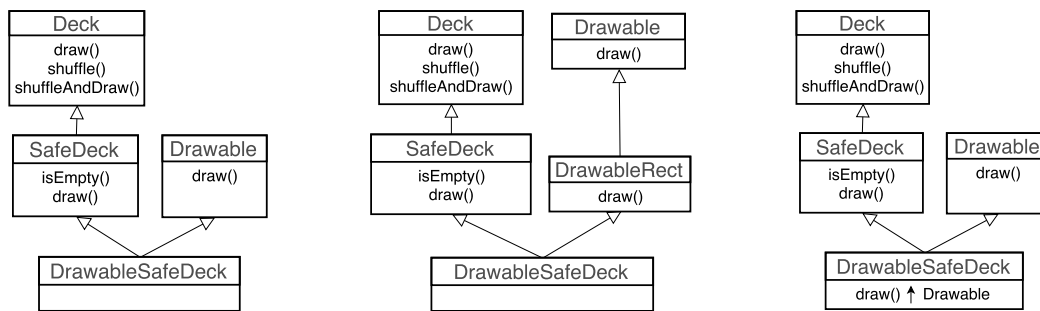 Deck
draw()
shuffle()
shuffleAndDraw()
SafeDeck
isEmpty()
draw()
Drawable
draw()
DrawableSafeDeck
Deck
draw()
shuffle()
shuffleAndDraw()
Drawable
draw()
SafeDeck
isEmpty()
draw()
DrawableRect
draw()
DrawableSafeDeck
Deck
draw()
shuffle()
shuffleAndDraw()
SafeDeck
isEmpty()
draw()
Drawable
draw()
DrawableSafeDeck
draw() ↑ Drawable